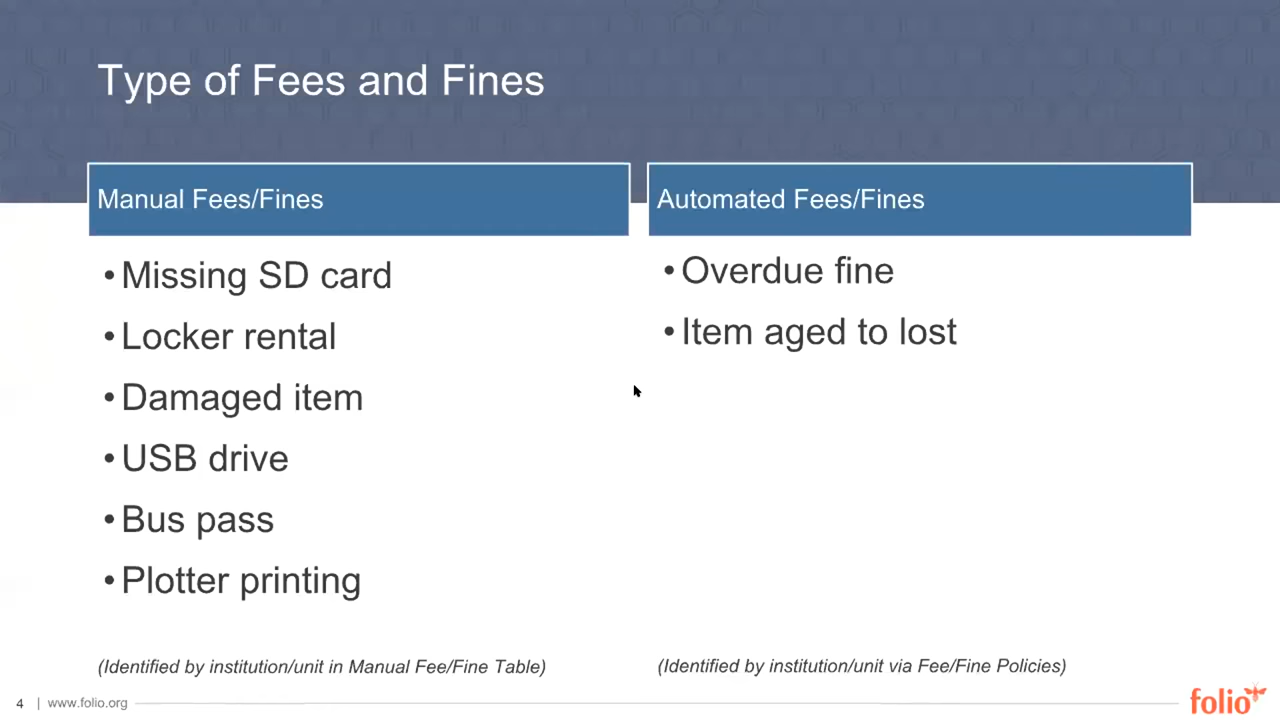 Type of Fees and Fines
Manual Fees/Fines
•Missing SD card
•Locker rental
•Damaged item
•USB drive
•Bus pass
•Plotter printing
(Identified by institution/unit in Manual Fee/Fine Table)
Automated Fees/Fines
•Overdue fine
•Item aged to lost
(Identified by institution/unit via Fee/Fine Policies)
4 | www.folio.org
folio